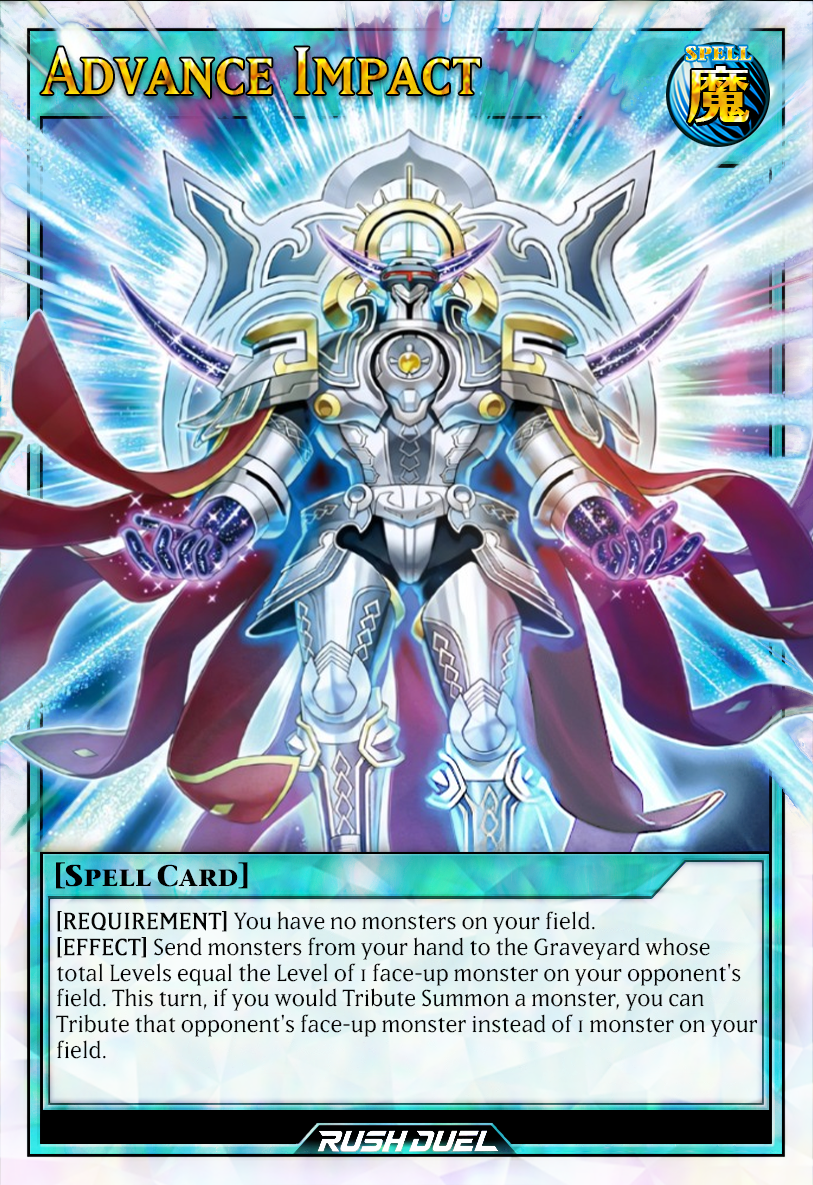 Advance Impact
SPELL
魔
[Spell Card]
[REQUIREMENT] You have no monsters on your field.
[EFFECT] Send monsters from your hand to the Graveyard whose
total Levels equal the Level of 1 face-up monster on your opponent's
field. This turn, if you would Tribute Summon a monster, you can
Tribute that opponent's face-up monster instead of 1 monster on your
field.
RUSH DUEL